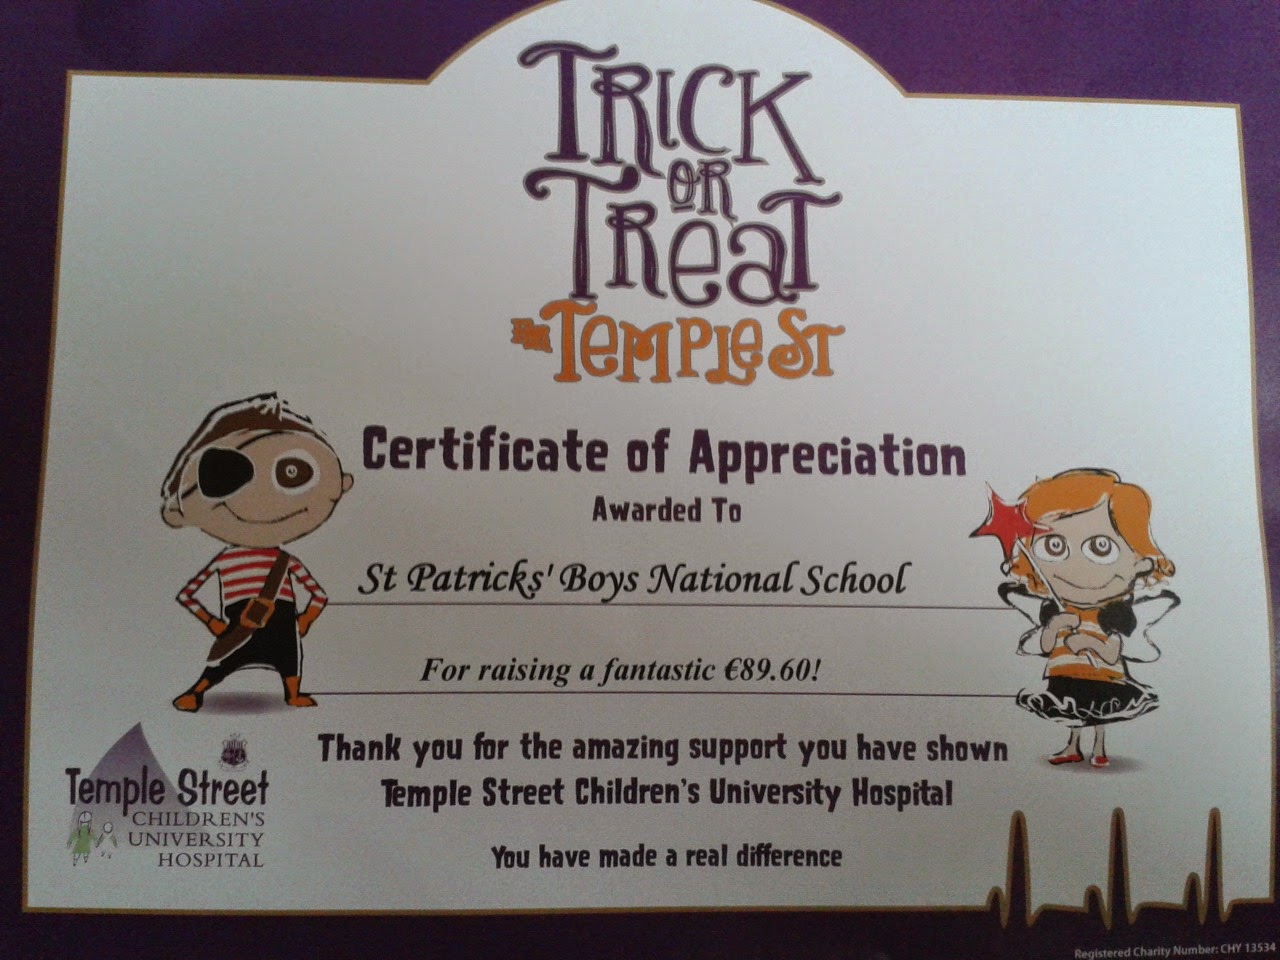 TRICK
OR
TREAT
FOR TEMPLE ST
Certificate of Appreciation
Awarded To
St Patricks' Boys National School
For raising a fantastic €89.60!
Thank you for the amazing support you have shown
Temple Street Children's University Hospital
You have made a real difference
Temple Street
CHILDREN'S
UNIVERSITY
HOSPITAL
Registered Charity Number: CHY 13534